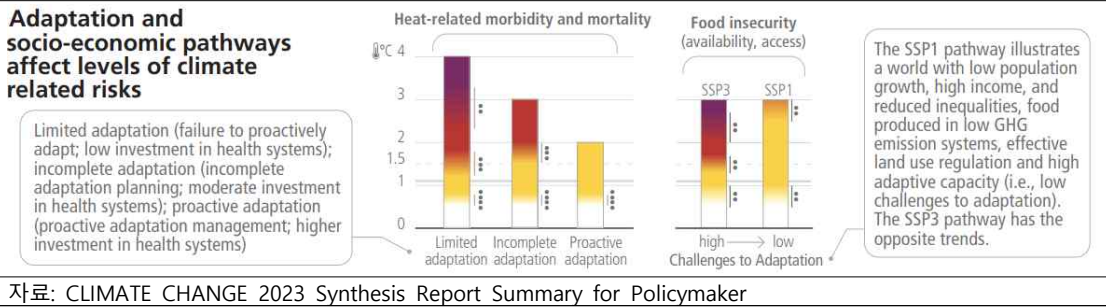 Adaptation and
socio-economic pathways
affect levels of climate
related risks
Limited adaptation (failure to proactively
adapt; low investment in health systems);
incomplete adaptation (incomplete
adaptation planning; moderate investment
in health systems); proactive adaptation
(proactive adaptation management; higher
investment in health systems)
Heat-related morbidity and mortality
°C 4
3
2
1.5
1
0
Limited
adaptation
Incomplete
adaptation
Proactive
adaptation
Food insecurity
(availability, access)
SSP3
SSP1
high
low
Challenges to Adaptation
The SSP1 pathway illustrates
a world with low population
growth, high income, and
reduced inequalities, food
produced in low GHG
emission systems, effective
land use regulation and high
adaptive capacity (i.e., low
challenges to adaptation).
The SSP3 pathway has the
opposite trends.
자료: CLIMATE CHANGE 2023 Synthesis Report Summary for Policymaker